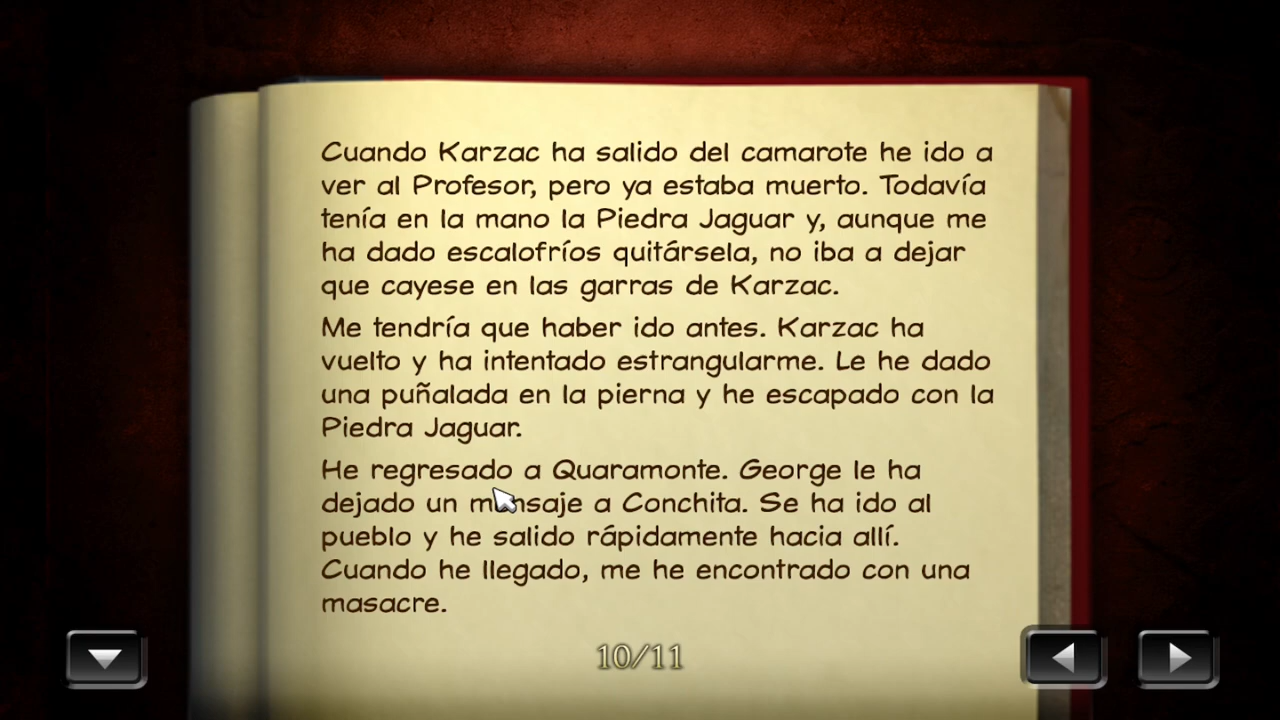 Cuando Karzac ha salido del camarote he ido a
ver al Profesor, pero ya estaba muerto. Todavía
tenía en la mano la Piedra Jaguar y, aunque me
ha dado escalofríos quitársela, no iba a dejar
que cayese en las garras de Karzac.
Me tendría que haber ido antes. Karzac ha
vuelto y ha intentado estrangularme. Le he dado
una puñalada en la pierna y he escapado con la
Piedra Jaguar.
He regresado a Quaramonte. George le ha
dejado un mensaje a Conchita. Se ha ido al
pueblo y he salido rápidamente hacia allí.
Cuando he llegado, me he encontrado con una
masacre.
10/11